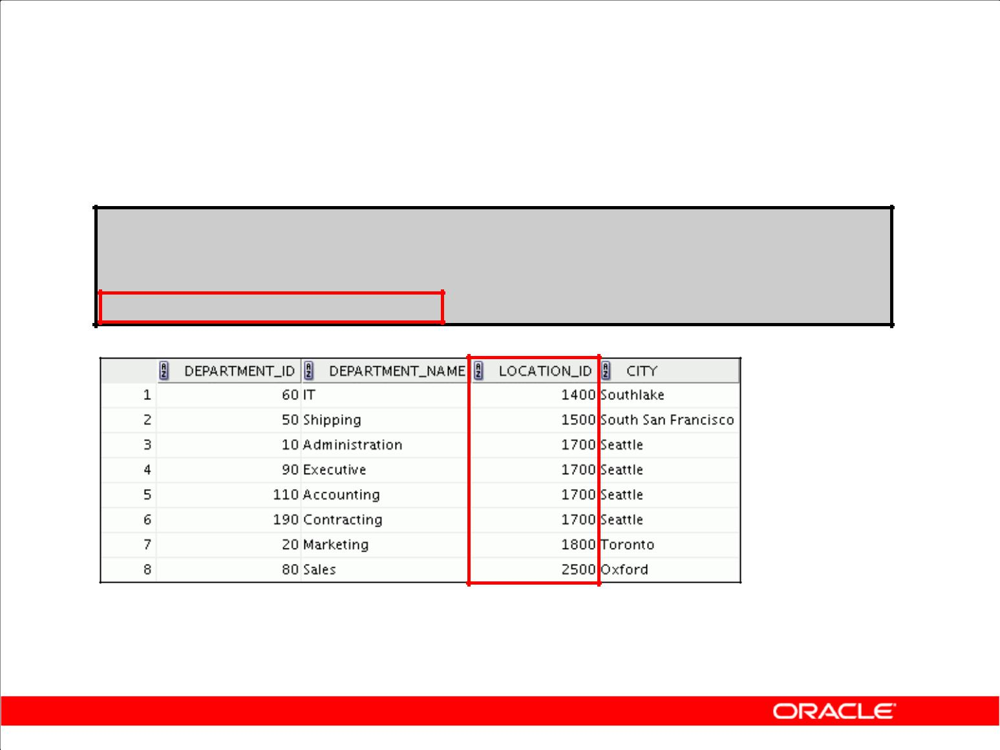 DEPARTMENT_ID DEPARTMENT_NAME LOCATION_ID CITY
1 60 IT 1400 Southlake
2 50 Shipping 1500 South San Francisco
3 10 Administration 1700 Seattle
4 90 Executive 1700 Seattle
5 110 Accounting 1700 Seattle
6 190 Contracting 1700 Seattle
7 20 Marketing 1800 Toronto
8 80 Sales 2500 Oxford
ORACLE